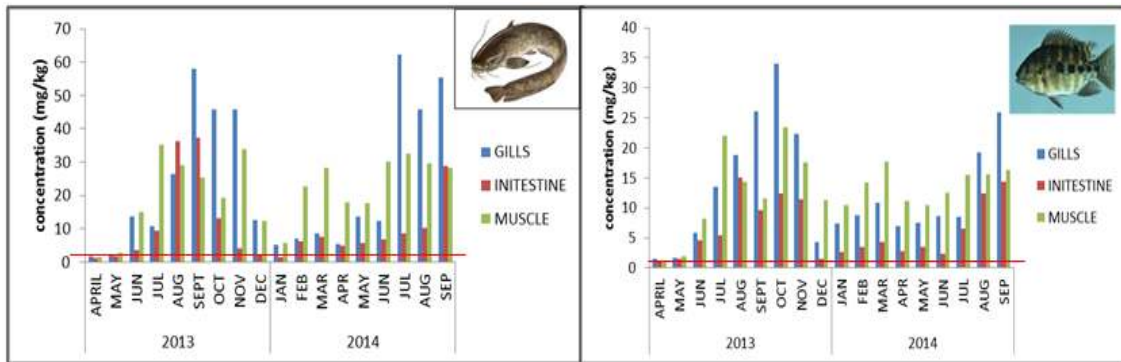 concentration (mg/kg)
70
60
50
40
30
20
10
0
APRIL MAY JUN JUL AUG SEPT OCT NOV DEC JAN FEB MAR APR MAY JUN JUL AUG SEP
2013 2014
GILLS
INITESTINE
MUSCLE
concentration (mg/kg)
40
35
30
25
20
15
10
5
0
APRIL MAY JUN JUL AUG SEPT OCT NOV DEC JAN FEB MAR APR MAY JUN JUL AUG SEP
2013 2014
GILLS
INITESTINE
MUSCLE